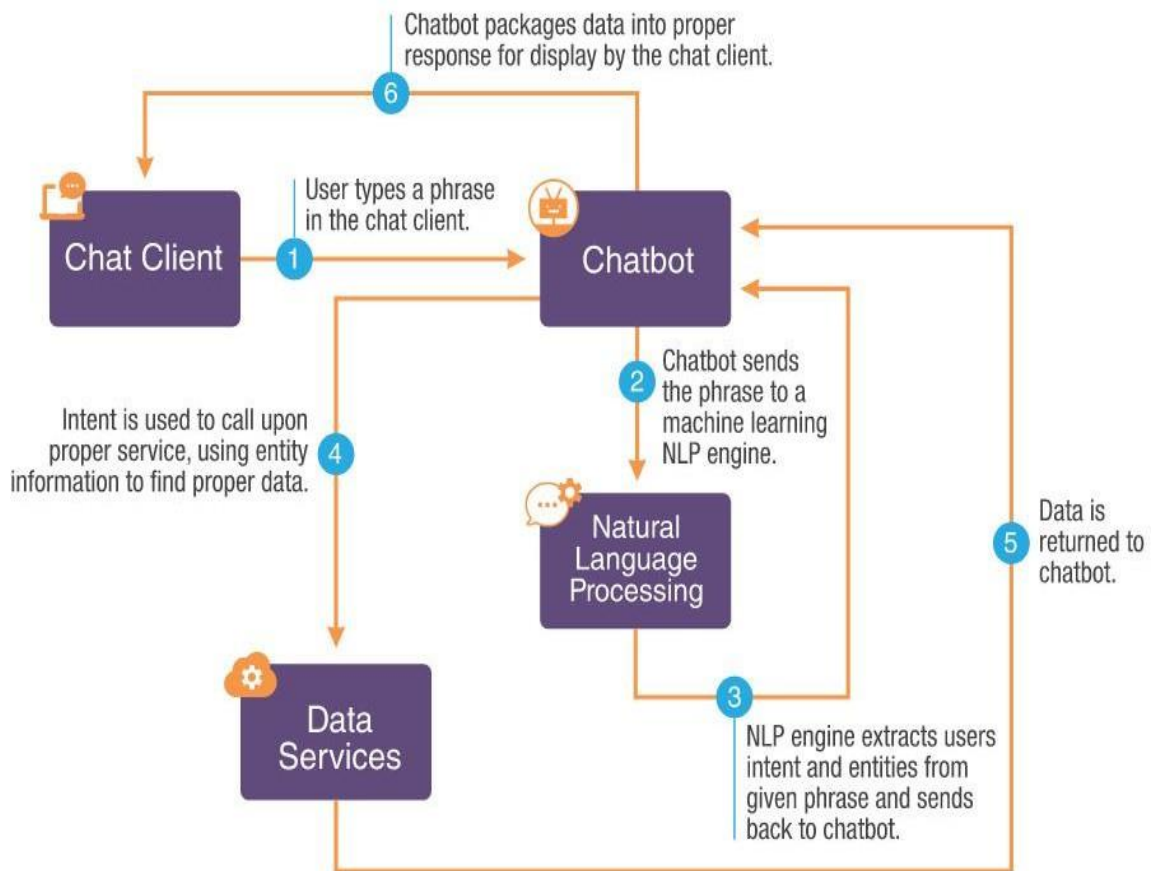 Chatbot packages data into proper
response for display by the chat client.
6
Chat Client
User types a phrase
in the chat client.
1
Chatbot
2
Chatbot sends
the phrase to a
machine learning
NLP engine.
Intent is used to call upon
proper service, using entity
information to find proper data.
4
Natural
Language
Processing
5
Data is
returned to
chatbot.
Data
Services
3
NLP engine extracts users
intent and entities from
given phrase and sends
back to chatbot.